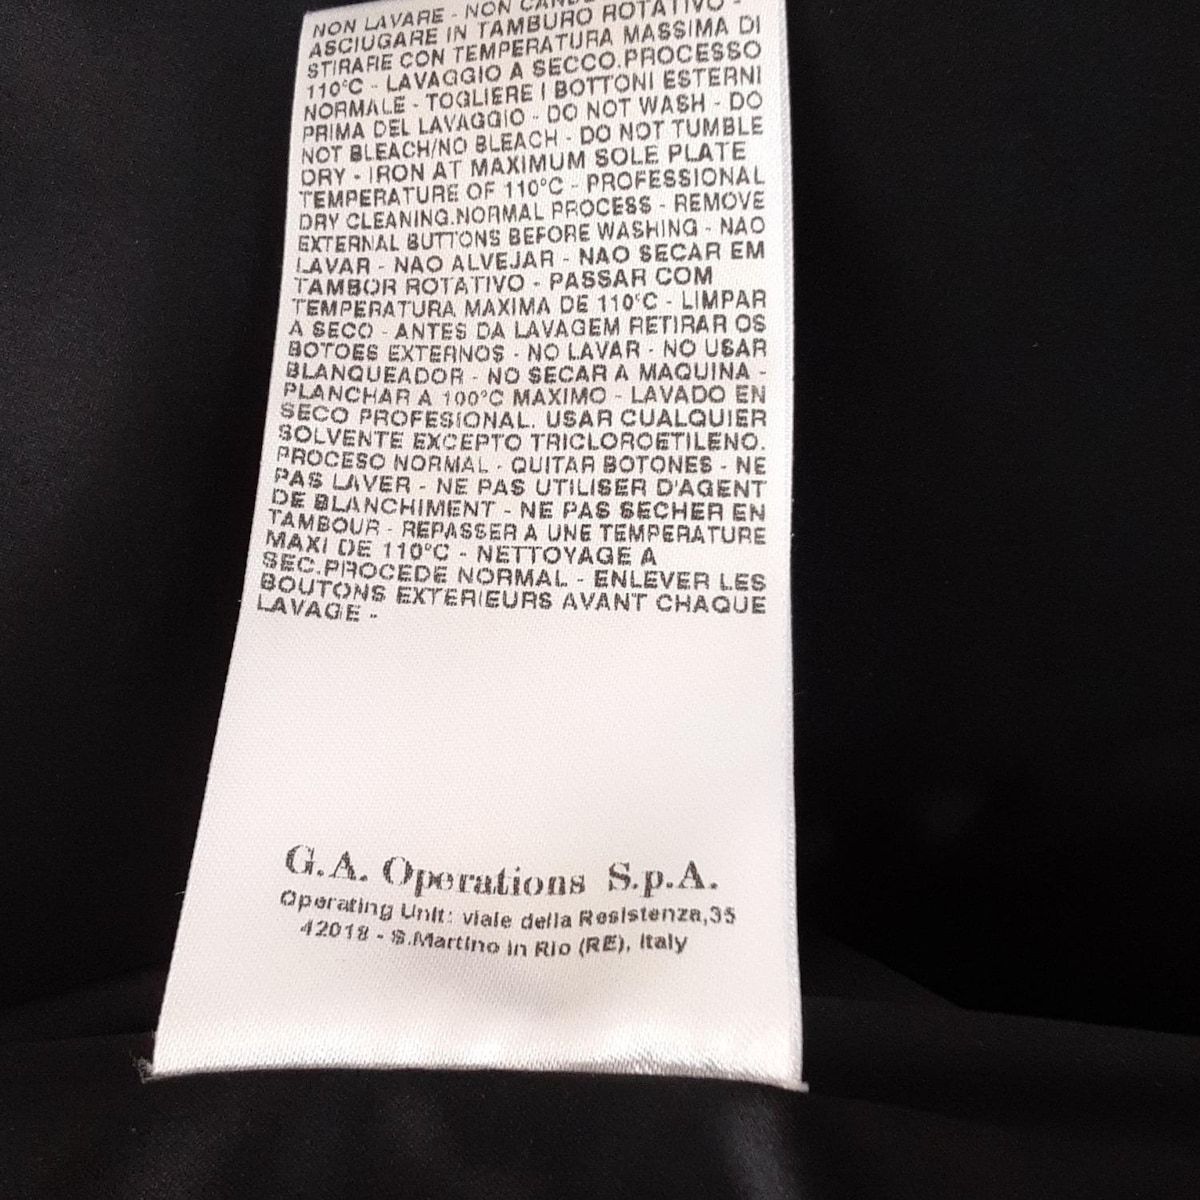 NON LAVARE - NON
ASCIUGARE IN TAMBURO ROTATIVO -
STIRARE CON TEMPERATURA MASSIMA DI
110°C - LAVAGGIO A SECCO.PROCESSO
NORMALE - TOGLIERE I BOTTONI ESTERNI
PRIMA DEL LAVAGGIO - DO NOT WASH - DO
NOT BLEACH/NO BLEACH - DO NOT TUMBLE
DRY - IRON AT MAXIMUM SOLE PLATE
TEMPERATURE OF 110°C - PROFESSIONAL
DRY CLEANING.NORMAL PROCESS - REMOVE
EXTERNAL BUTTONS BEFORE WASHING - NAO
LAVAR - NAO ALVEJAR - NAO SECAR EM
TAMBOR ROTATIVO - PASSAR COM
TEMPERATURA MAXIMA DE 110°C - LIMPAR
A SECO - ANTES DA LAVAGEM RETIRAR OS
BOTOES EXTERNOS - NO LAVAR - NO USAR
BLANQUEADOR - NO SECAR A MAQUINA -
PLANCHAR A 100°C MAXIMO - LAVADO EN
SECO PROFESIONAL. USAR CUALQUIER
SOLVENTE EXCEPTO TRICLOROETILENO.
PROCESO NORMAL - QUITAR BOTONES - NE
PAS LAVER - NE PAS UTILISER D'AGENT
DE BLANCHIMENT - NE PAS SECHER EN
TAMBOUR - REPASSER A UNE TEMPERATURE
MAXI DE 110°C - NETTOYAGE A
SEC.PROCEDE NORMAL - ENLEVER LES
BOUTONS EXTERIEURS AVANT CHAQUE
LAVAGE -
G.A. Operations S.p.A.
Operating Unit: viale della Resistenza,35
42018 - S.Martino in Rio (RE), Italy